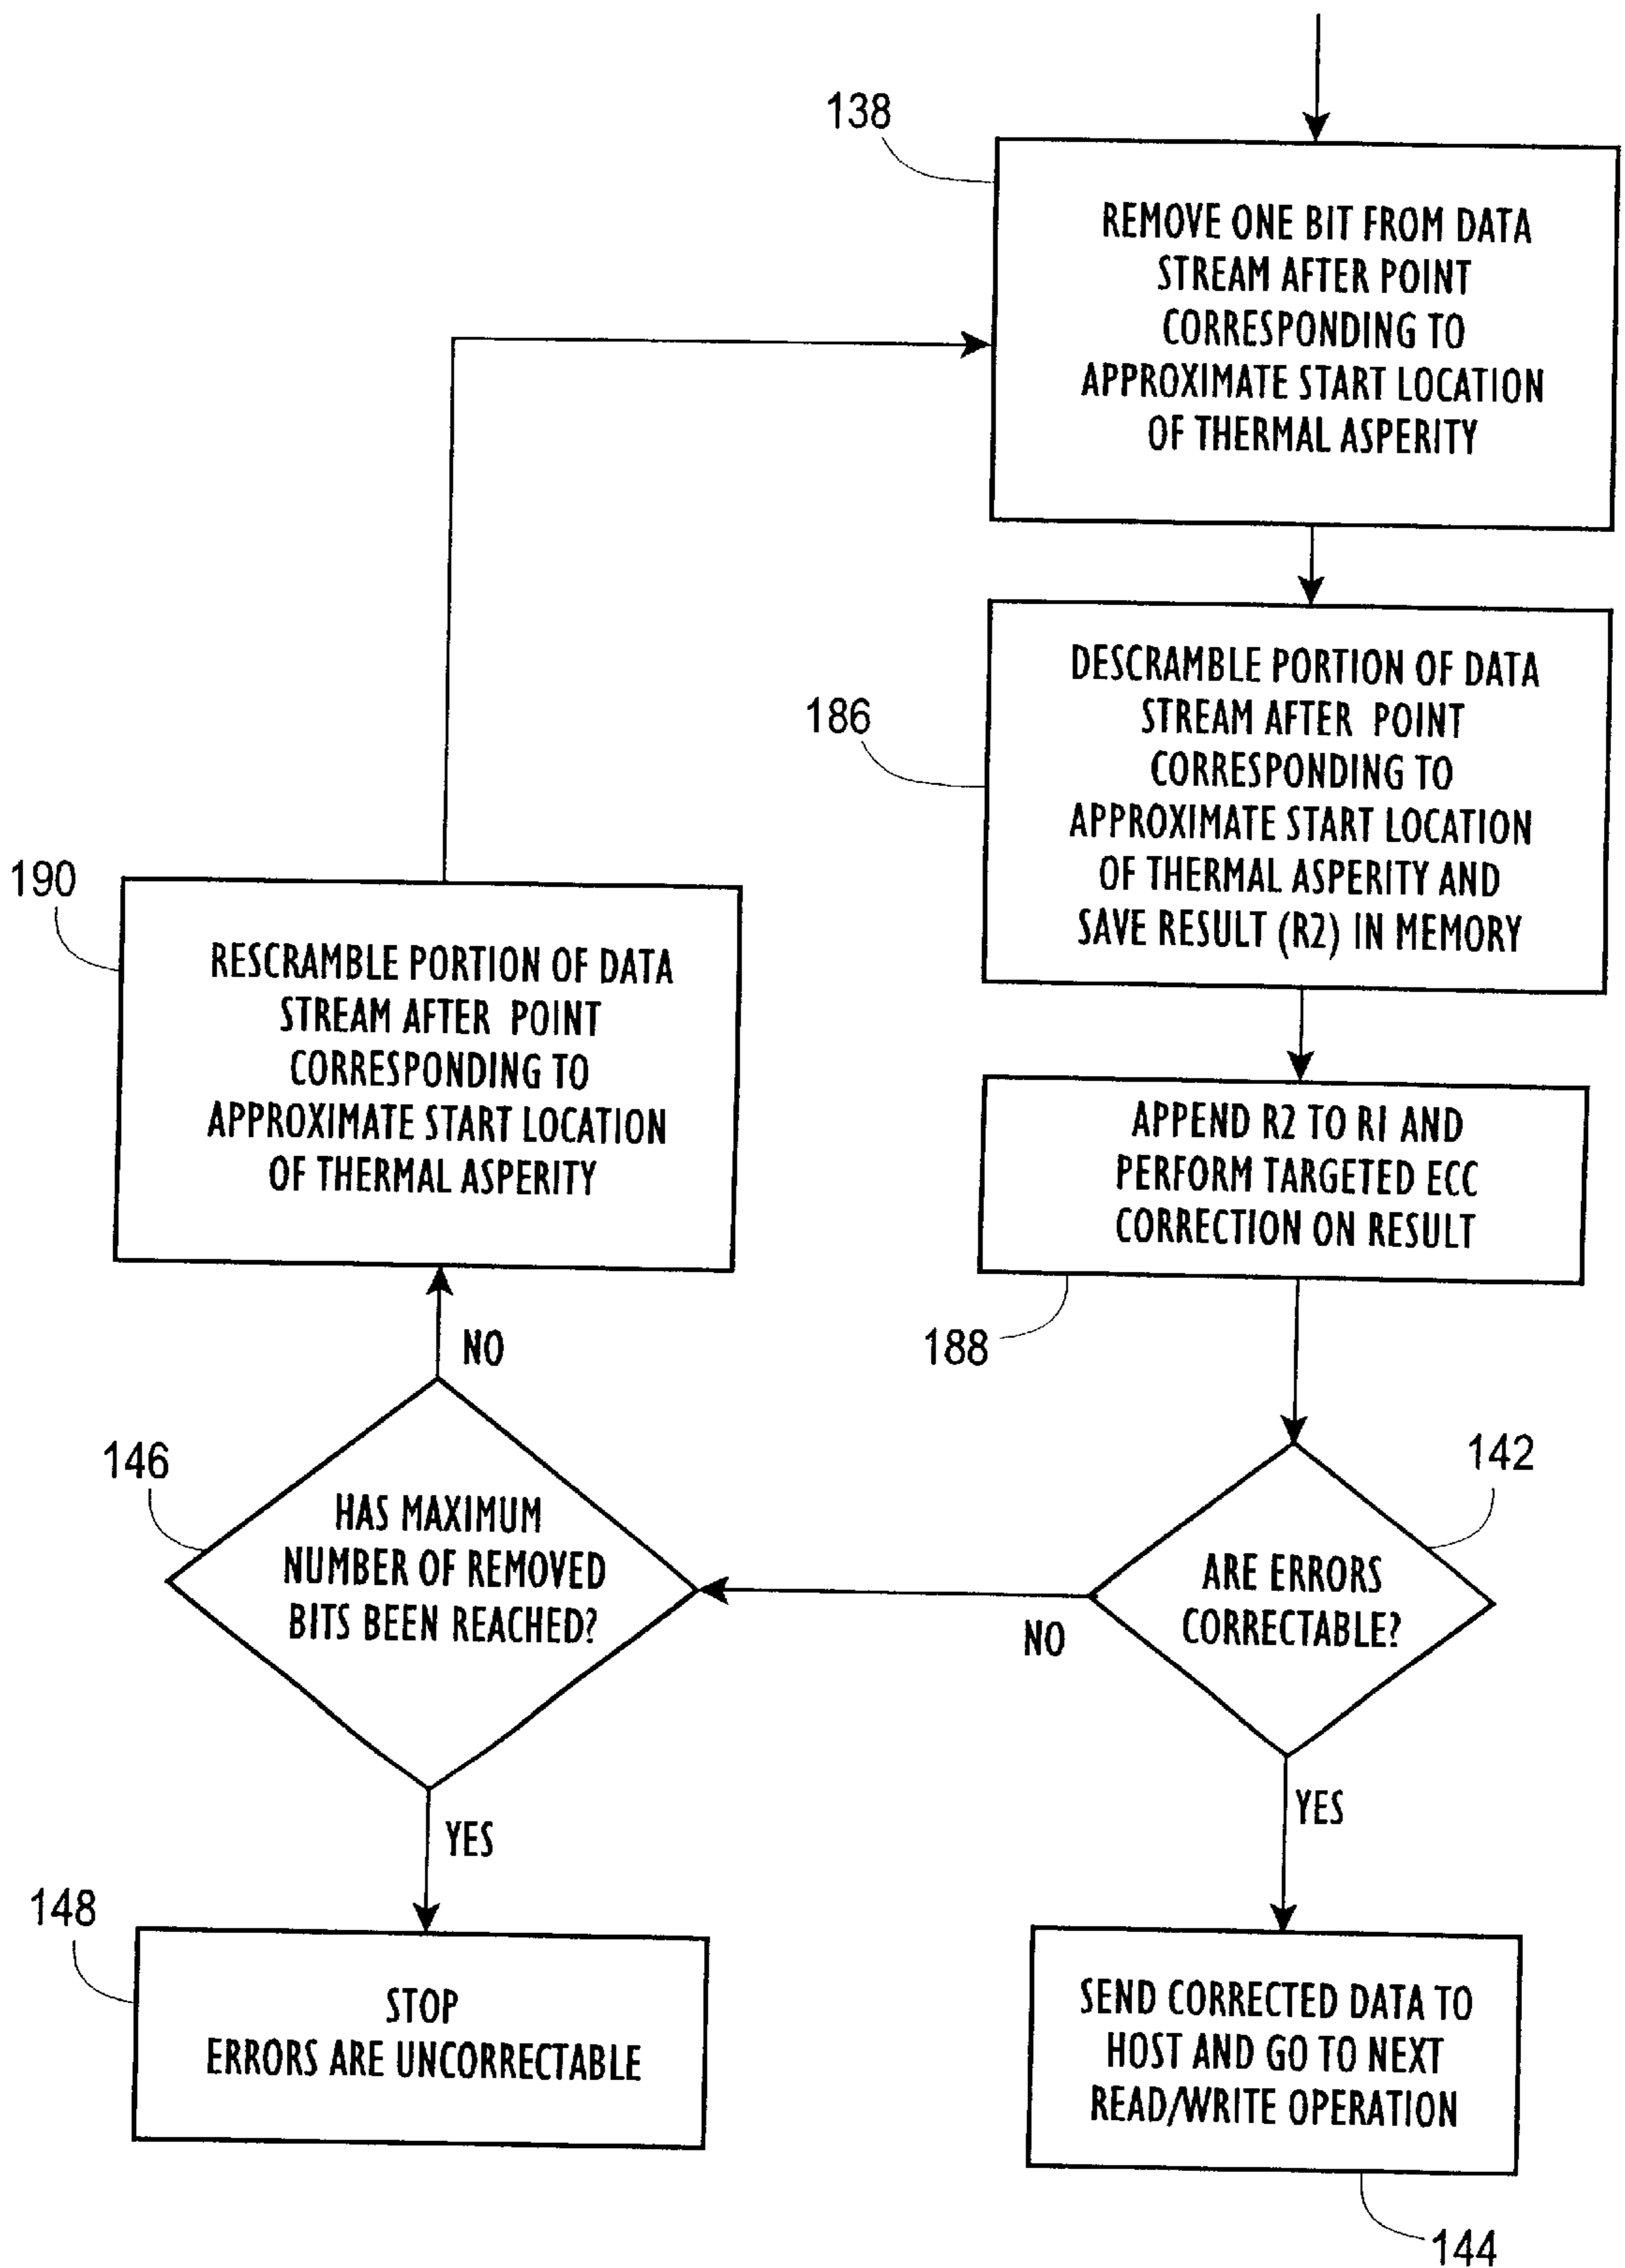 138
REMOVE ONE BIT FROM DATA
STREAM AFTER POINT
CORRESPONDING TO
APPROXIMATE START LOCATION
OF THERMAL ASPERITY
186
DESCRAMBLE PORTION OF DATA
STREAM AFTER POINT
CORRESPONDING TO
APPROXIMATE START LOCATION
OF THERMAL ASPERITY AND
SAVE RESULT (R2) IN MEMORY
190
RESCRAMBLE PORTION OF DATA
STREAM AFTER POINT
CORRESPONDING TO
APPROXIMATE START LOCATION
OF THERMAL ASPERITY
APPEND R2 TO R1 AND
PERFORM TARGETED ECC
CORRECTION ON RESULT
188
NO
146
HAS MAXIMUM
NUMBER OF REMOVED
BITS BEEN REACHED?
142
ARE ERRORS
CORRECTABLE?
NO
YES
YES
148
STOP
ERRORS ARE UNCORRECTABLE
SEND CORRECTED DATA TO
HOST AND GO TO NEXT
READ/WRITE OPERATION
144